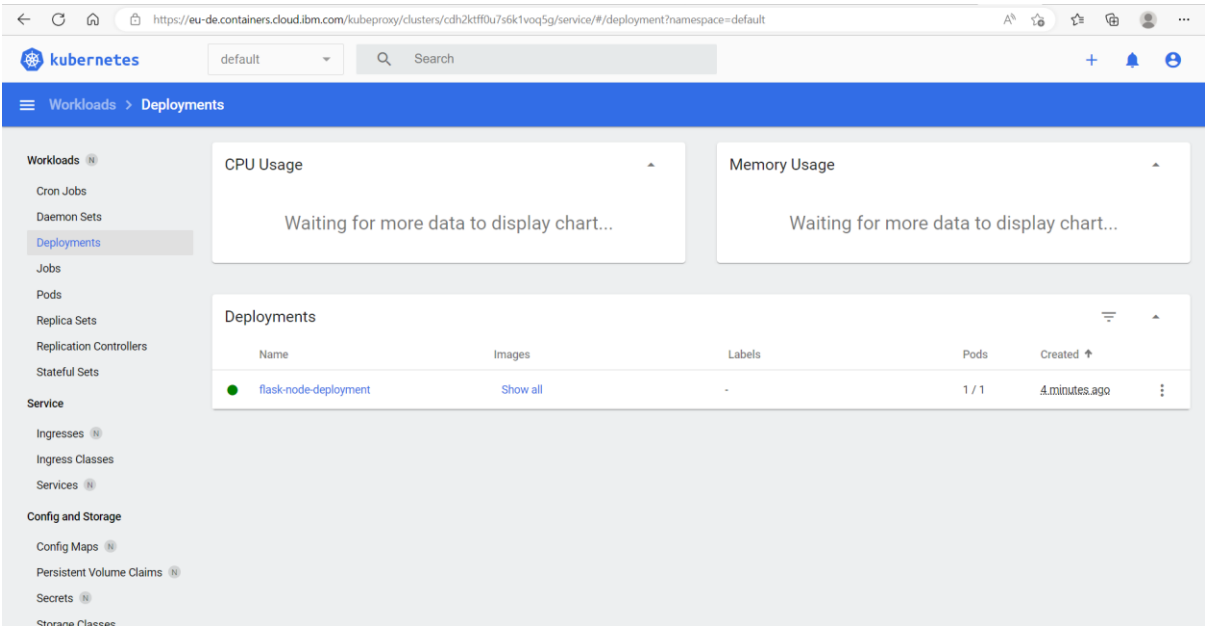 https://eu-de.containers.cloud.ibm.com/kubeproxy/clusters/cdh2ktff0u7s6k1voq5g/service/#/deployment?namespace=default
kubernetes
default
Search
Workloads > Deployments
Workloads N
Cron Jobs
Daemon Sets
Deployments
Jobs
Pods
Replica Sets
Replication Controllers
Stateful Sets
Service
Ingresses N
Ingress Classes
Services N
Config and Storage
Config Maps N
Persistent Volume Claims N
Secrets N
Storage Classes
CPU Usage
Waiting for more data to display chart...
Memory Usage
Waiting for more data to display chart...
Deployments
Name Images Labels Pods Created ↑
flask-node-deployment Show all - 1 / 1 4 minutes ago